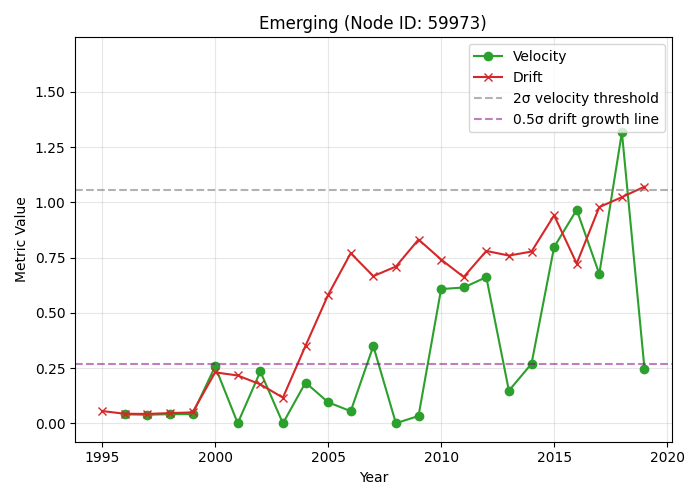 Emerging (Node ID: 59973)
Velocity
Drift
2σ velocity threshold
0.5σ drift growth line
Metric Value
1.50
1.25
1.00
0.75
0.50
0.25
0.00
1995
2000
2005
2010
2015
2020
Year